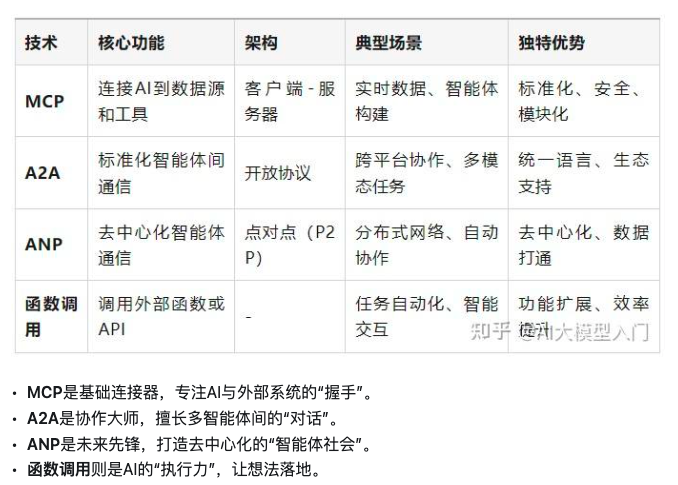 技术 核心功能 架构 典型场景 独特优势
MCP 连接AI到数据源和工具 客户端-服务器 实时数据、智能体构建 标准化、安全、模块化
A2A 标准化智能体间通信 开放协议 跨平台协作、多模态任务 统一语言、生态支持
ANP 去中心化智能体通信 点对点（P2P） 分布式网络、自动协作 去中心化、数据打通
函数调用 调用外部函数或API - 任务自动化、智能交互 功能扩展、效率提升
知乎 @AI大模型入门
• MCP是基础连接器，专注AI与外部系统的“握手”。
• A2A是协作大师，擅长多智能体间的“对话”。
• ANP是未来先锋，打造去中心化的“智能体社会”。
• 函数调用则是AI的“执行力”，让想法落地。